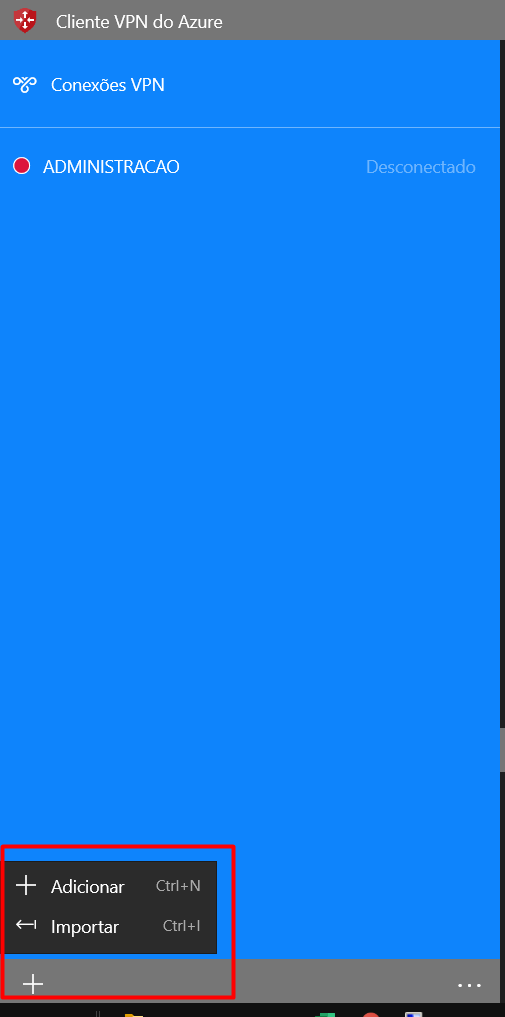 Cliente VPN do Azure
Conexões VPN
ADMINISTRACAO Desconectado
Adicionar Ctrl+N
Importar Ctrl+I